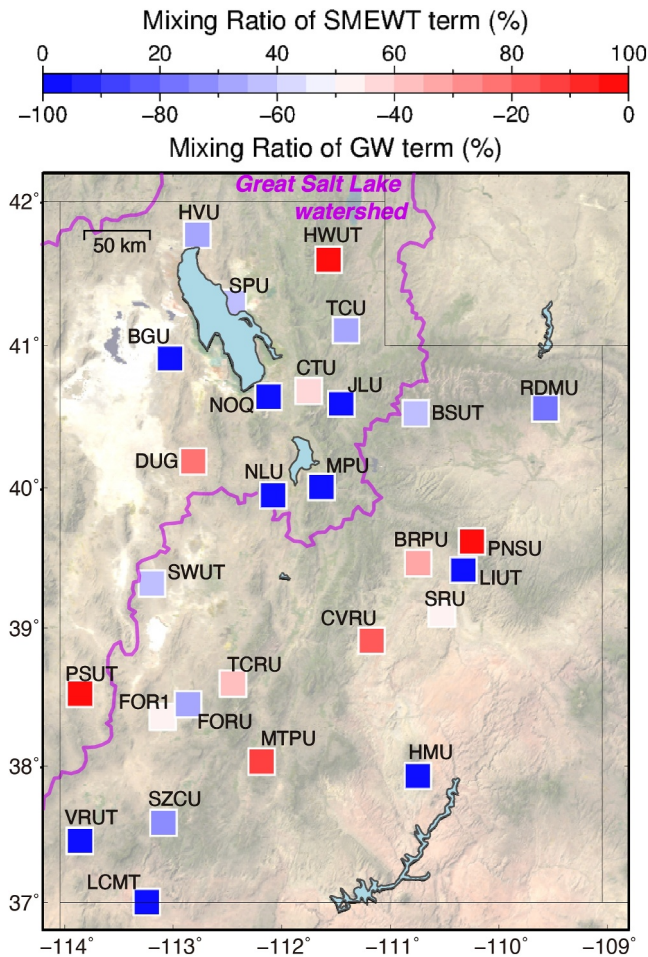 Mixing Ratio of SMEWT term (%)
0 20 40 60 80 100
−100 −80 −60 −40 −20 0
Mixing Ratio of GW term (%)
42°
Great Salt Lake
watershed
HVU
50 km
HWUT
SPU
TCU
BGU
41°
CTU
JLU
RDMU
NOQ
BSUT
DUG
NLU
MPU
40°
BRPU
PNSU
SWUT
LIUT
SRU
CVRU
39°
PSUT
TCRU
FOR1
FORU
MTPU
38°
HMU
SZCU
VRUT
LCMT
37°
−114° −113° −112° −111° −110° −109°